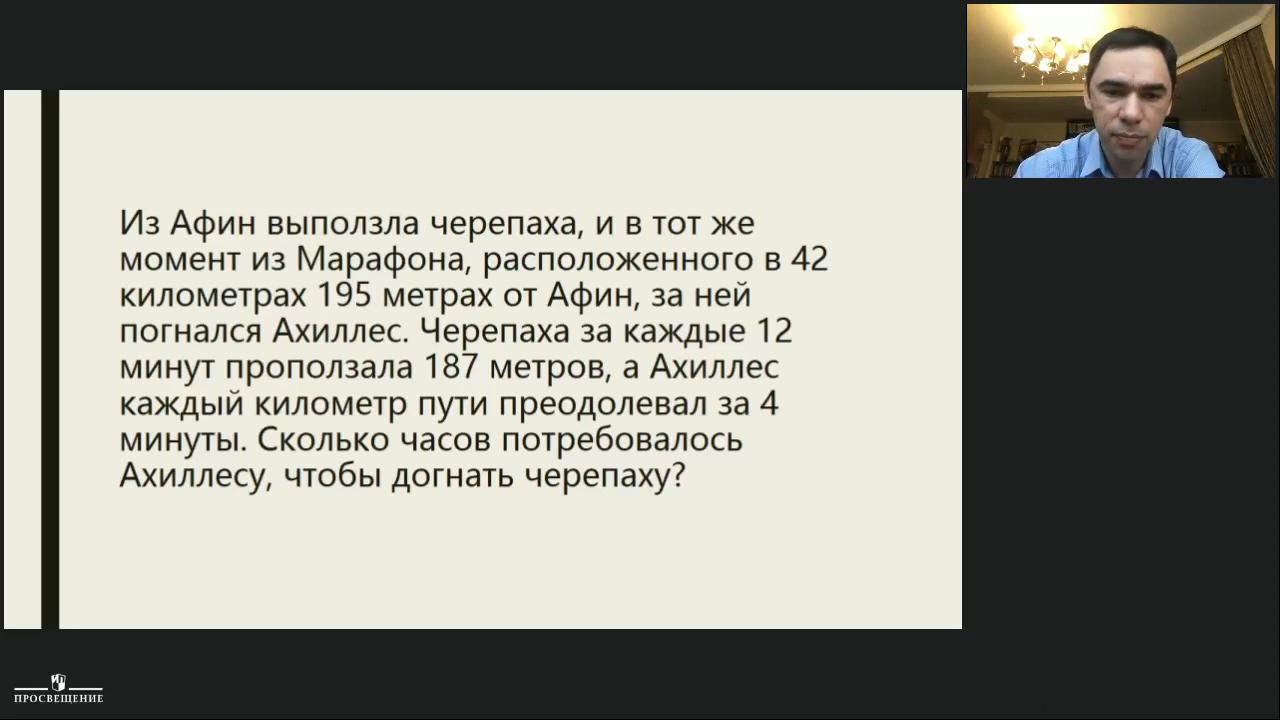 Из Афин выползла черепаха, и в тот же
момент из Марафона, расположенного в 42
километрах 195 метрах от Афин, за ней
погнался Ахиллес. Черепаха за каждые 12
минут проползала 187 метров, а Ахиллес
каждый километр пути преодолевал за 4
минуты. Сколько часов потребовалось
Ахиллесу, чтобы догнать черепаху?
ПРОСВЕЩЕНИЕ